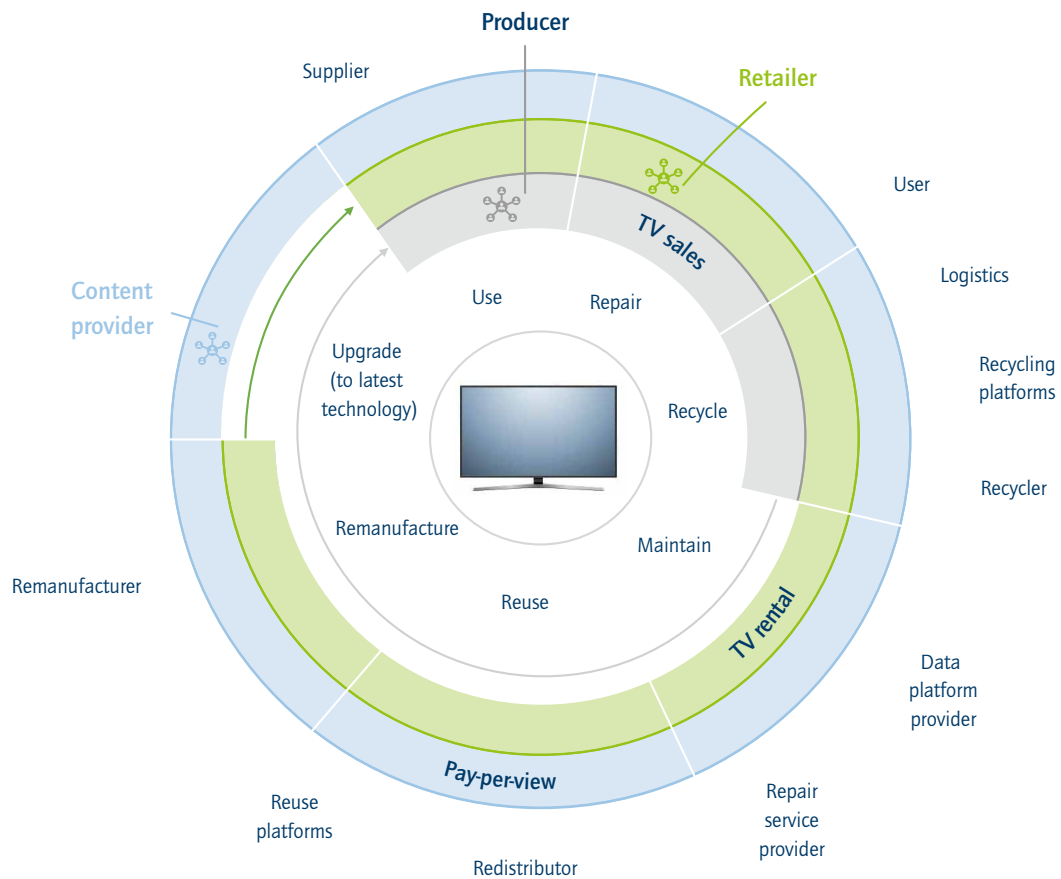 Producer
Supplier
Retailer
User
TV sales
Content
provider
Logistics
Use
Repair
Upgrade
(to latest
technology)
Recycling
platforms
Recycle
Recycler
Remanufacture
Maintain
Remanufacturer
Reuse
TV rental
Data
platform
provider
Pay-per-view
Reuse
platforms
Repair
service
provider
Redistributor